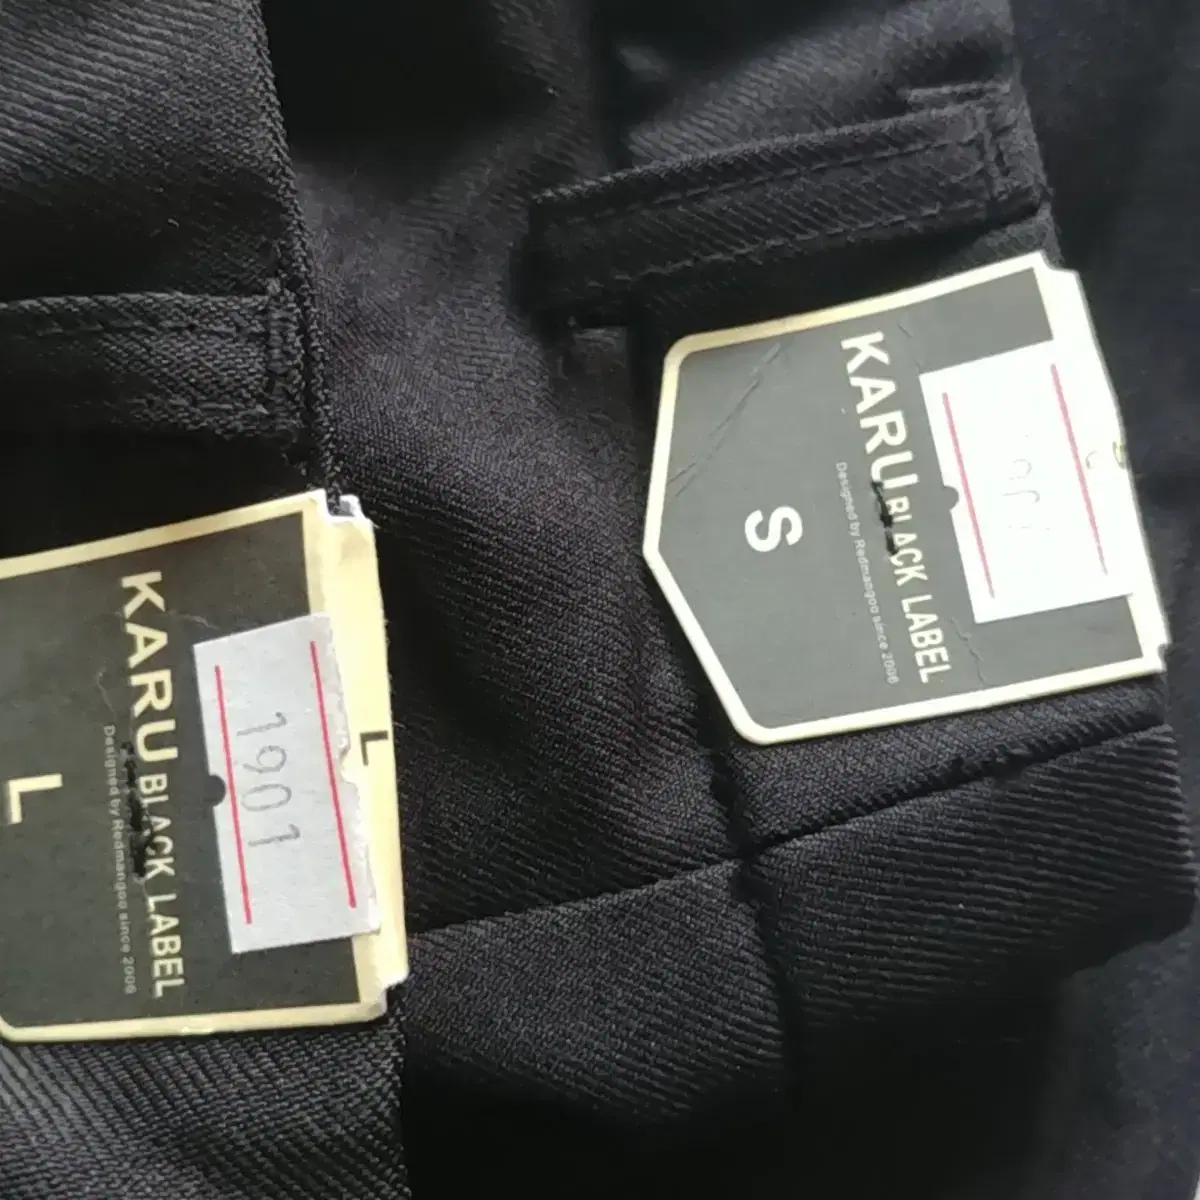 KARU BLACK LABEL
Designed by Redmangoo since 2006
L
1901
L
KARU BLACK LABEL
Designed by Redmangoo since 2006
S